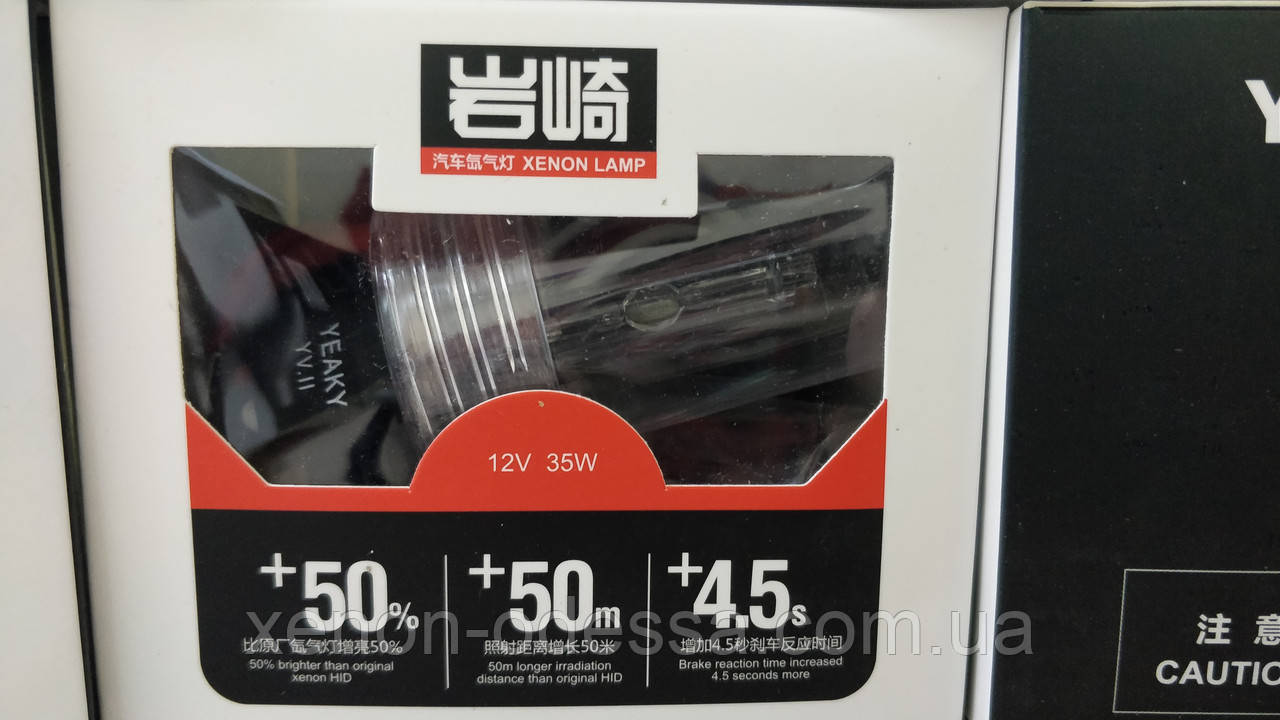 岩崎
汽车氙气灯 XENON LAMP
YEAKY
YV.II
12V 35W
+50%
比原厂氙气灯增亮50%
50% brighter than original
xenon HID
+50m
照射距离增长50米
50m longer irradiation
distance than original HID
+4.5s
增加4.5秒刹车反应时间
Brake reaction time increased
4.5 seconds more
xenon-odessa.com.ua
Y
注意
CAUTIO